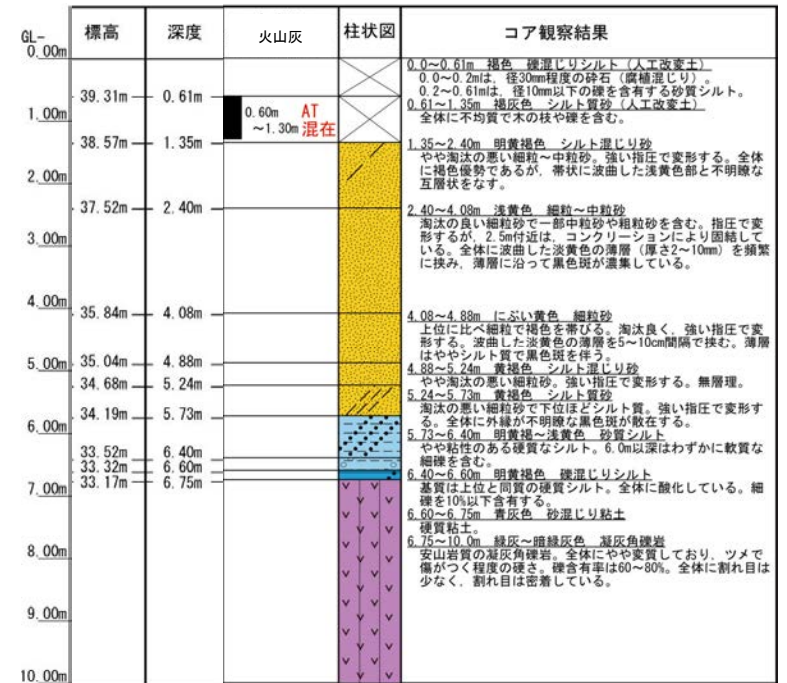 GL-
標高 深度 火山灰 柱状図 コア観察結果
0.00m
0.0～0.61m 褐色 礫混じりシルト（人工改変土）
0.0～0.2mは，径30mm程度の砕石（腐植混じり）。
0.2～0.61mは，径10mm以下の礫を含有する砂質シルト。
39.31m 0.61m
0.61～1.35m 褐灰色 シルト質砂（人工改変土）
全体に不均質で木の枝や礫を含む。
0.60m AT
～1.30m 混在
1.00m
38.57m 1.35m
1.35～2.40m 明黄褐色 シルト混じり砂
やや淘汰の悪い細粒～中粒砂。強い指圧で変形する。全体
に褐色優勢であるが，帯状に波曲した浅黄色部と不明瞭な
互層状をなす。
2.00m
37.52m 2.40m
2.40～4.08m 浅黄色 細粒～中粒砂
淘汰の良い細粒砂で一部中粒砂や粗粒砂を含む。指圧で変
形するが，2.5m付近は，コンクリーションにより固結して
いる。全体に波曲した淡黄色の薄層（厚さ2～10mm）を頻繁
に挟み，薄層に沿って黒色斑が濃集している。
3.00m
4.00m
35.84m 4.08m
4.08～4.88m にぶい黄色 細粒砂
上位に比べ細粒で褐色を帯びる。淘汰良く，強い指圧で変
形する。波曲した淡黄色の薄層を5～10cm間隔で挟む。薄層
はややシルト質で黒色斑を伴う。
35.04m 4.88m
4.88～5.24m 黄褐色 シルト混じり砂
やや淘汰の悪い細粒砂。強い指圧で変形する。無層理。
5.00m
34.68m 5.24m
5.24～5.73m 黄褐色 シルト質砂
淘汰の悪い細粒砂で下位ほどシルト質。強い指圧で変形す
る。全体に外縁が不明瞭な黒色斑が散在する。
34.19m 5.73m
5.73～6.40m 明黄褐～浅黄色 砂質シルト
やや粘性のある硬質なシルト。6.0m以深はわずかに軟質な
細礫を含む。
6.00m
33.52m 6.40m
6.40～6.60m 明黄褐色 礫混じりシルト
基質は上位と同質の硬質シルト。全体に酸化している。細
礫を10%以下含有する。
33.32m 6.60m
6.60～6.75m 青灰色 砂混じり粘土
硬質粘土。
33.17m 6.75m
6.75～10.0m 緑灰～暗緑灰色 凝灰角礫岩
安山岩質の凝灰角礫岩。全体にやや変質しており，ツメで
傷がつく程度の硬さ。礫含有率は60～80%。全体に割れ目は
少なく，割れ目は密着している。
7.00m
8.00m
9.00m
10.00m